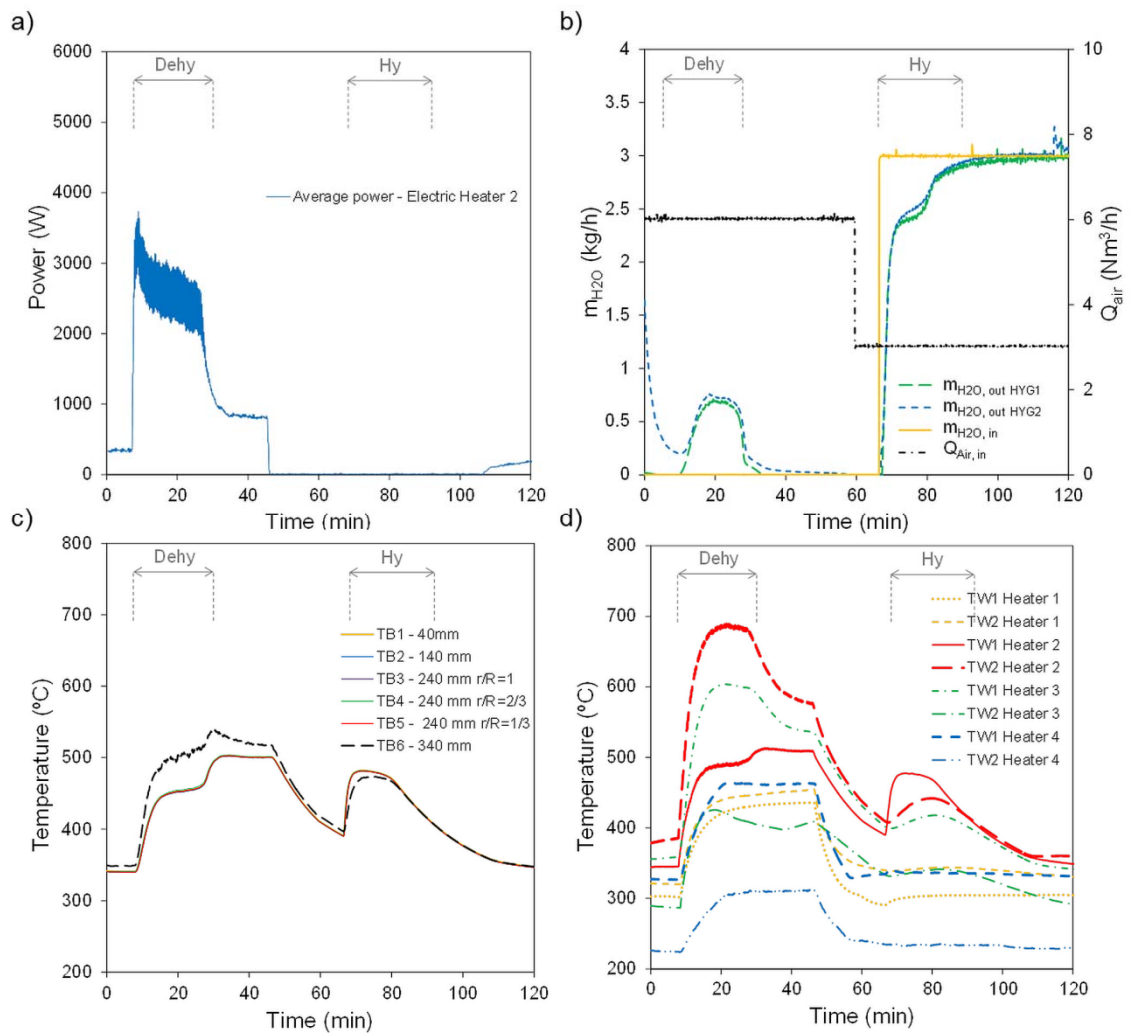 a)
6000
5000
4000
3000
2000
1000
0
Power (W)
Dehy
Hy
Average power - Electric Heater 2
0
20
40
60
80
100
120
Time (min)
b)
4
3.5
3
2.5
2
1.5
1
0.5
0
mH2O (kg/h)
Dehy
Hy
10
8
6
4
2
0
Qair (Nm³/h)
mH2O, out HYG1
mH2O, out HYG2
mH2O, in
QAir, in
0
20
40
60
80
100
120
Time (min)
c)
800
700
600
500
400
300
200
Temperature (ºC)
Dehy
Hy
TB1 - 40mm
TB2 - 140 mm
TB3 - 240 mm r/R=1
TB4 - 240 mm r/R=2/3
TB5 - 240 mm r/R=1/3
TB6 - 340 mm
0
20
40
60
80
100
120
Time (min)
d)
800
700
600
500
400
300
200
Temperature (ºC)
Dehy
Hy
TW1 Heater 1
TW2 Heater 1
TW1 Heater 2
TW2 Heater 2
TW1 Heater 3
TW2 Heater 3
TW1 Heater 4
TW2 Heater 4
0
20
40
60
80
100
120
Time (min)